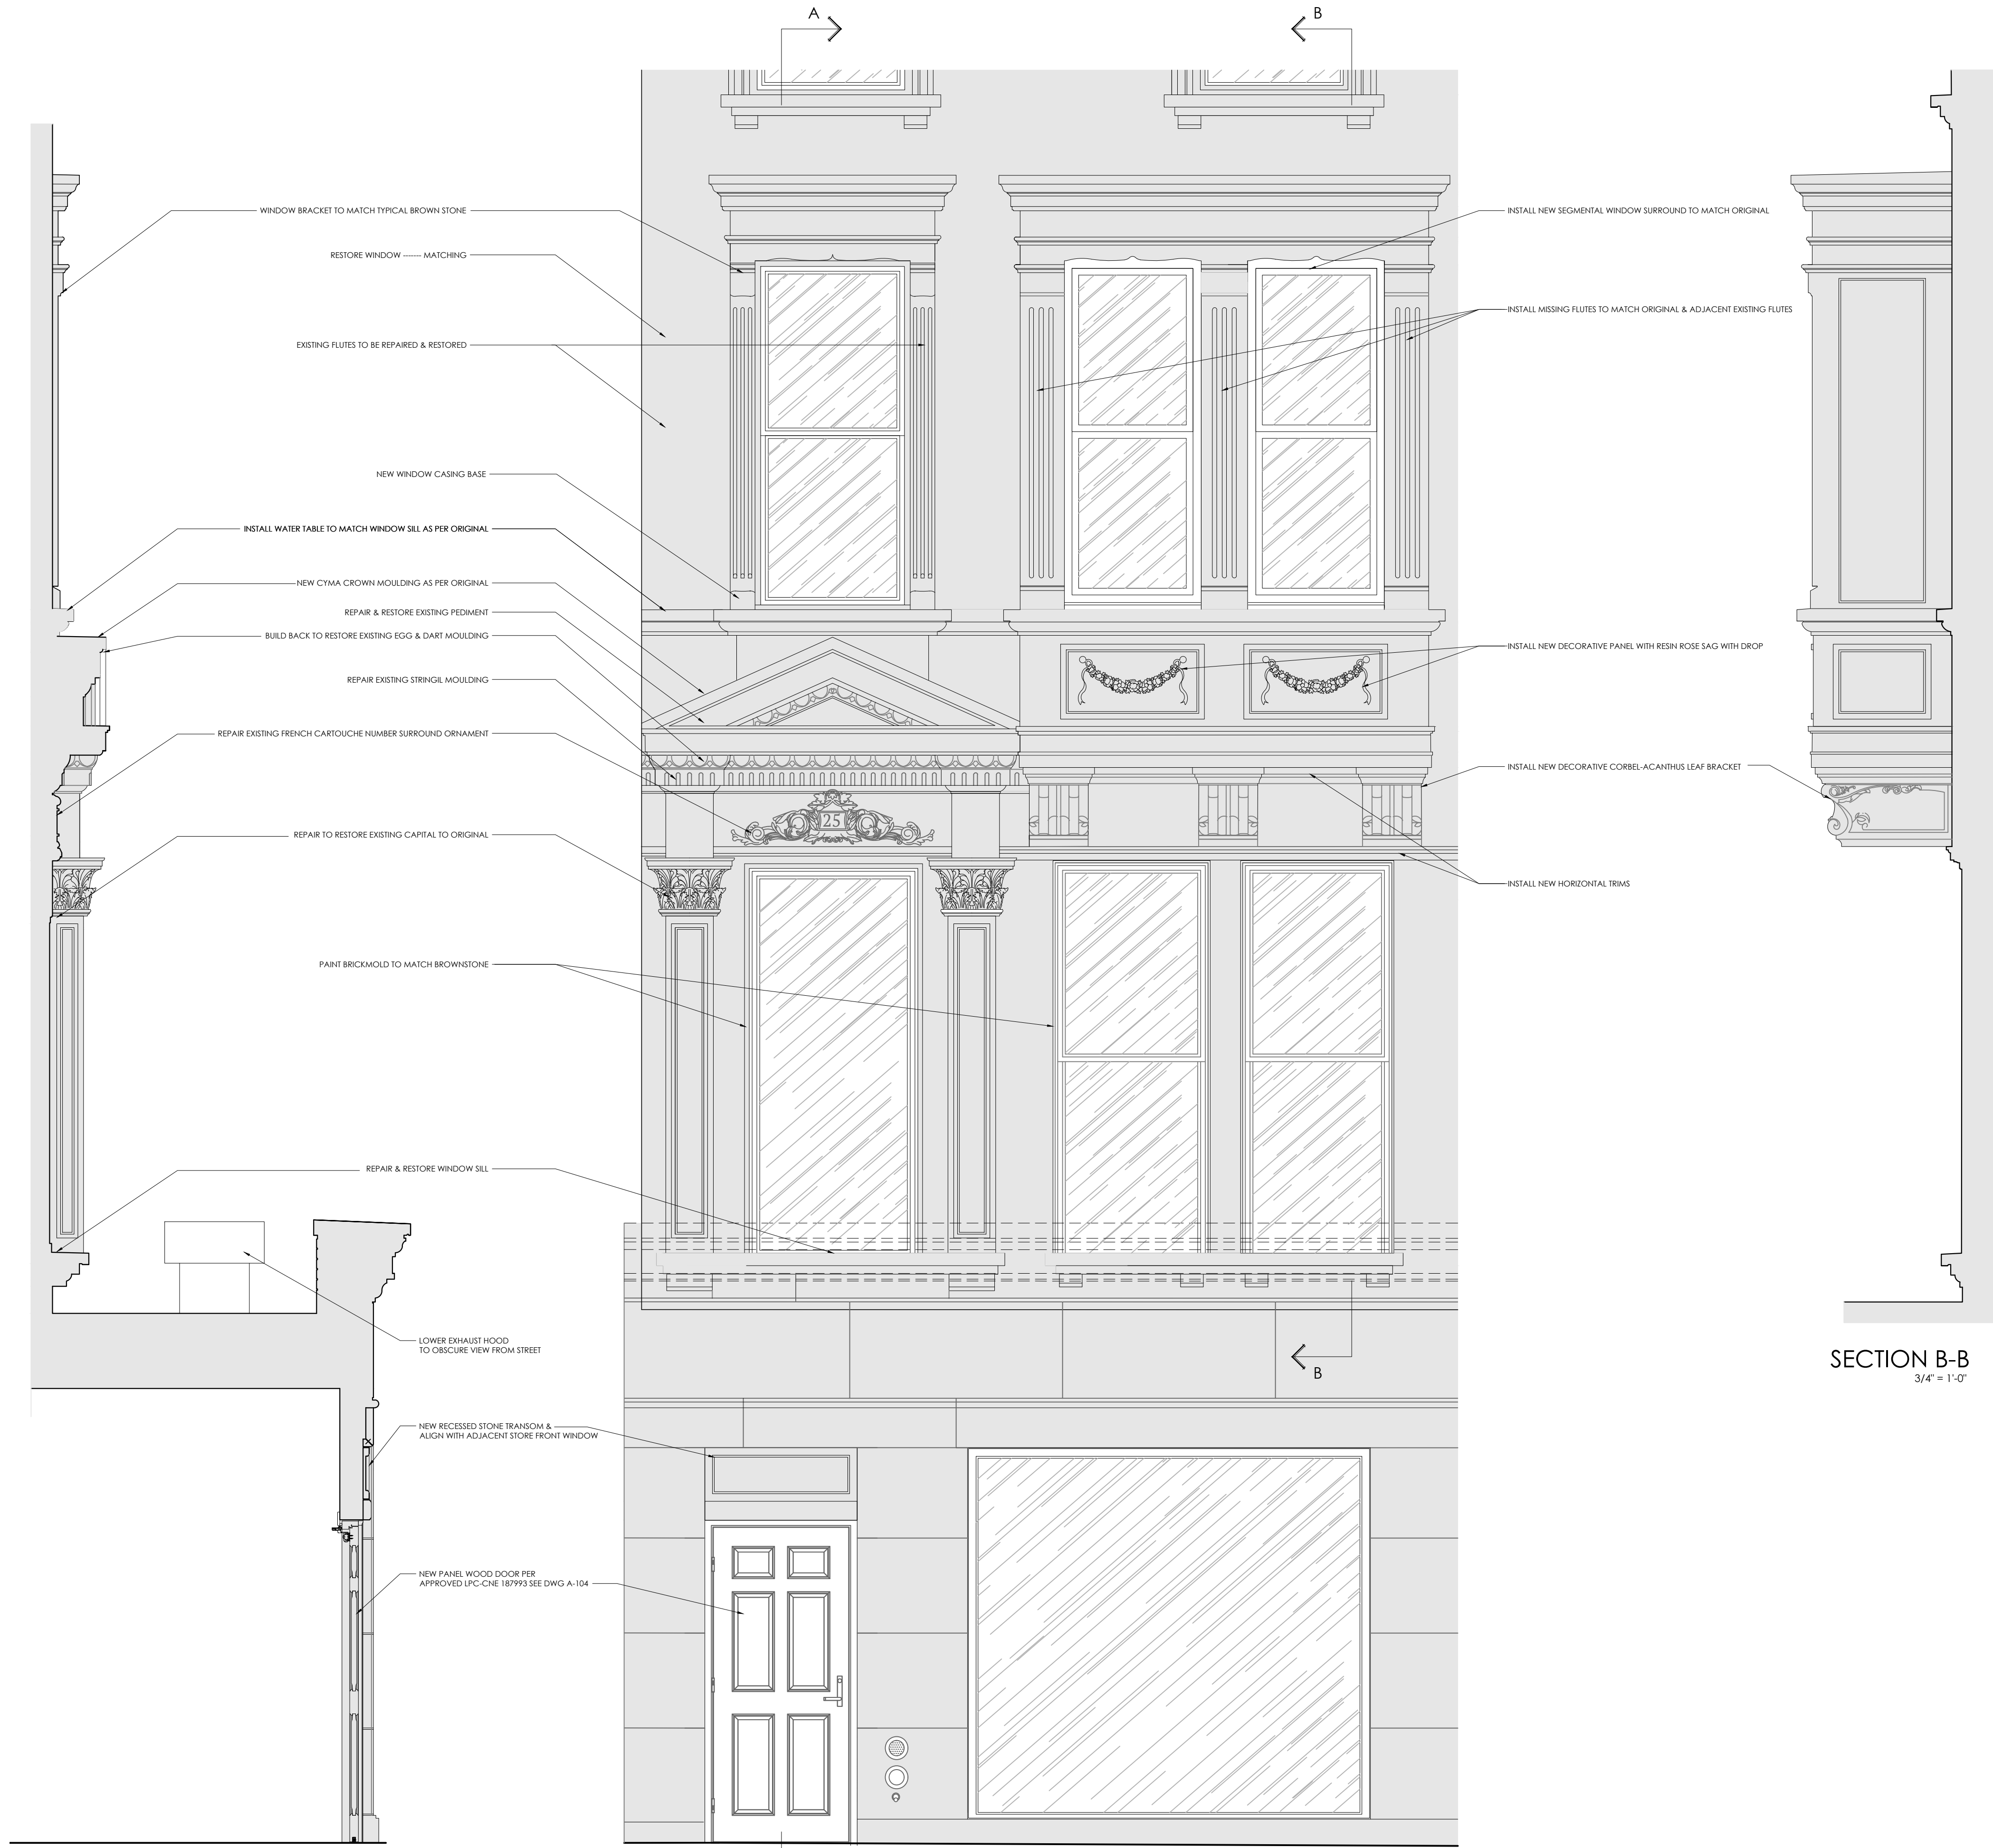 A
B
WINDOW BRACKET TO MATCH TYPICAL BROWN STONE
RESTORE WINDOW ------- MATCHING
EXISTING FLUTES TO BE REPAIRED & RESTORED
NEW WINDOW CASING BASE
INSTALL WATER TABLE TO MATCH WINDOW SILL AS PER ORIGINAL
NEW CYMA CROWN MOULDING AS PER ORIGINAL
REPAIR & RESTORE EXISTING PEDIMENT
BUILD BACK TO RESTORE EXISTING EGG & DART MOULDING
REPAIR EXISTING STRINGIL MOULDING
REPAIR EXISTING FRENCH CARTOUCHE NUMBER SURROUND ORNAMENT
REPAIR TO RESTORE EXISTING CAPITAL TO ORIGINAL
PAINT BRICKMOLD TO MATCH BROWNSTONE
REPAIR & RESTORE WINDOW SILL
LOWER EXHAUST HOOD
TO OBSCURE VIEW FROM STREET
NEW RECESSED STONE TRANSOM &
ALIGN WITH ADJACENT STORE FRONT WINDOW
NEW PANEL WOOD DOOR PER
APPROVED LPC-CNE 187993 SEE DWG A-104
25
INSTALL NEW SEGMENTAL WINDOW SURROUND TO MATCH ORIGINAL
INSTALL MISSING FLUTES TO MATCH ORIGINAL & ADJACENT EXISTING FLUTES
INSTALL NEW DECORATIVE PANEL WITH RESIN ROSE SAG WITH DROP
INSTALL NEW DECORATIVE CORBEL-ACANTHUS LEAF BRACKET
INSTALL NEW HORIZONTAL TRIMS
B
SECTION B-B
3/4" = 1'-0"